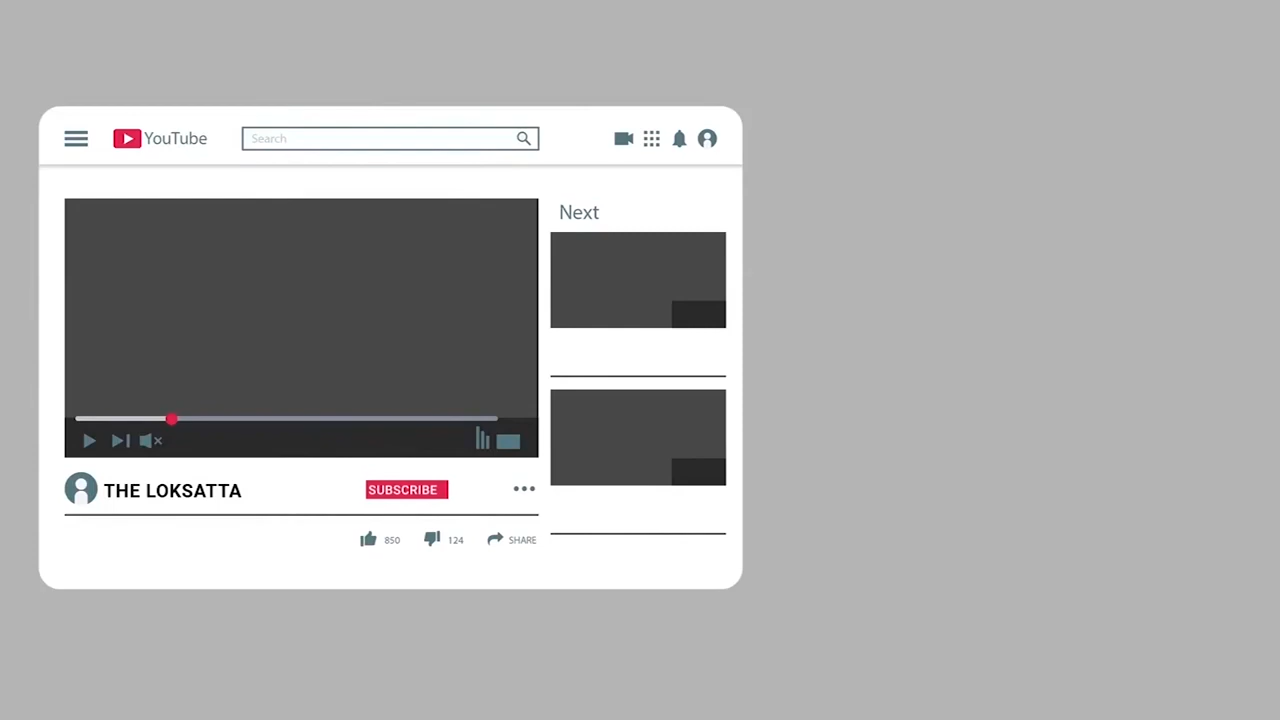 YouTube
Search
Next
THE LOKSATTA
SUBSCRIBE
850
124
SHARE